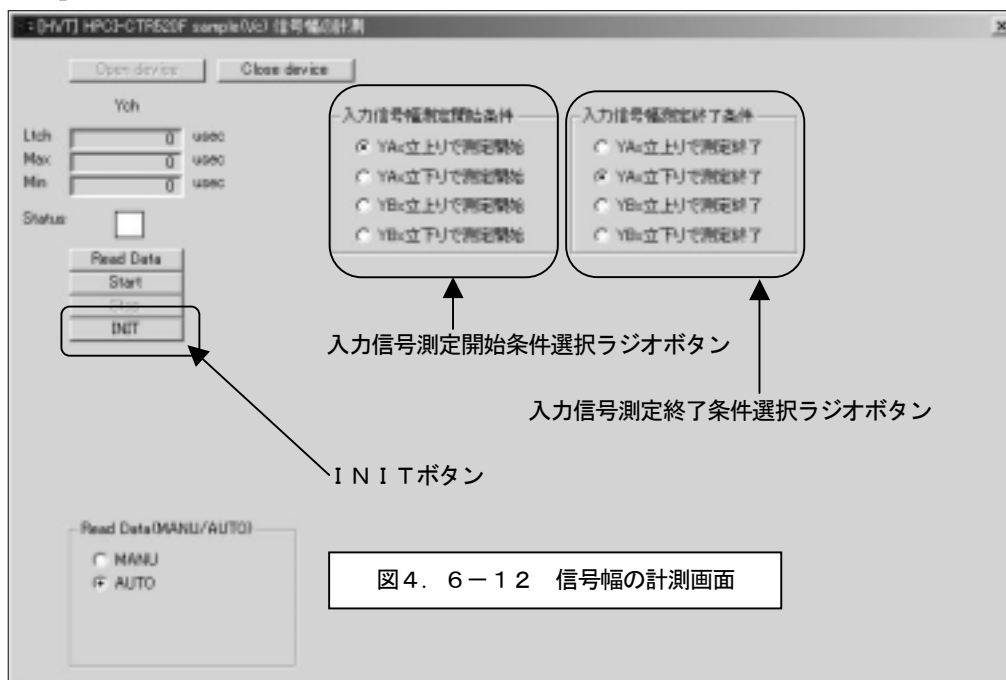 [HVT] HPCI-CTR520F sample(Vc) 信号幅の計測
Open device
Close device
Ych
Ltch 0 usec
Max 0 usec
Min 0 usec
Status
Read Data
Start
Stop
INIT
入力信号幅測定開始条件
YAx立上りで測定開始
YAx立下りで測定開始
YBx立上りで測定開始
YBx立下りで測定開始
入力信号幅測定終了条件
YAx立上りで測定終了
YAx立下りで測定終了
YBx立上りで測定終了
YBx立下りで測定終了
入力信号測定開始条件選択ラジオボタン
入力信号測定終了条件選択ラジオボタン
ＩＮＩＴボタン
Read Data(MANU/AUTO)
MANU
AUTO
図４．６－１２　信号幅の計測画面